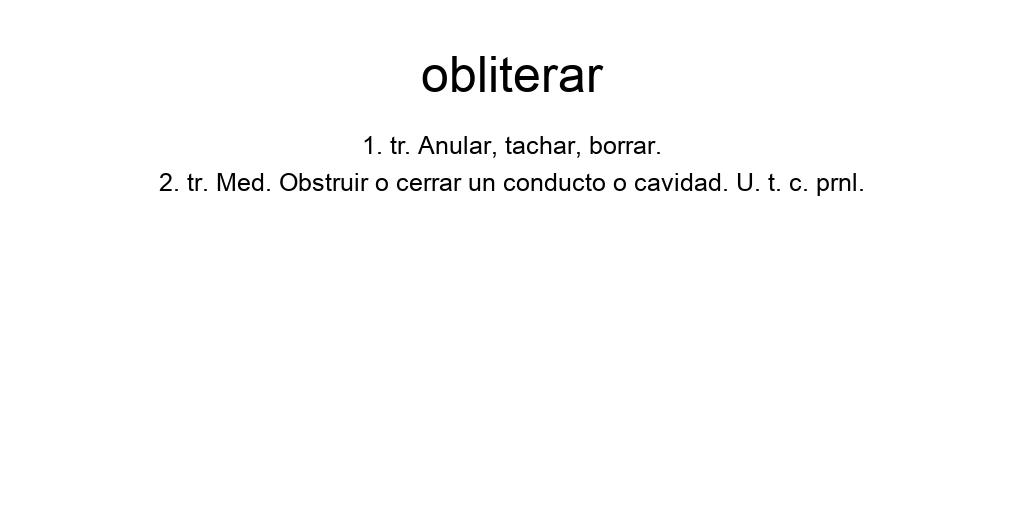 obliterar
1. tr. Anular, tachar, borrar.
2. tr. Med. Obstruir o cerrar un conducto o cavidad. U. t. c. prnl.